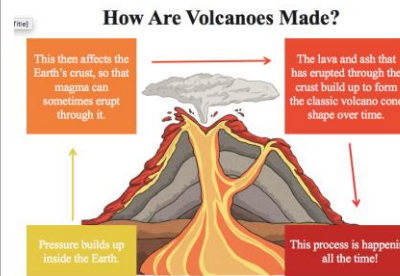 Title]
How Are Volcanoes Made?
This then affects the
Earth's crust, so that
magma can
sometimes erupt
through it.
The lava and ash that
has erupted through the
crust build up to form
the classic volcano cone
shape over time.
Pressure builds up
inside the Earth.
This process is happenin
all the time!